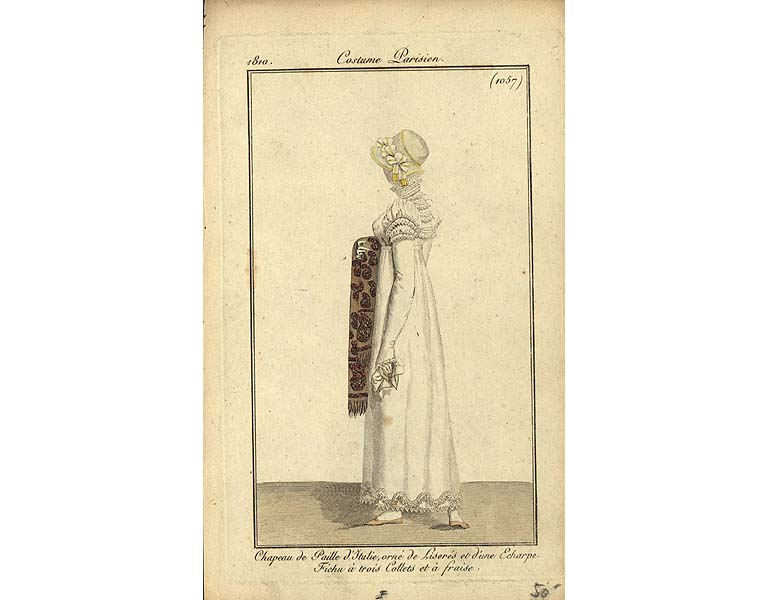 1810.
Costume Parisien.
(1057)
Chapeau de Paille d'Italie, orné de Liserés et d'une Echarpe.
Fichu à trois Collets et à fraise.